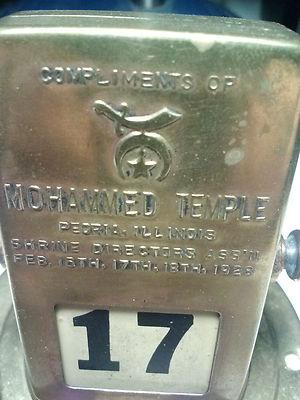 COMPLIMENTS OF
MOHAMMED TEMPLE
PEORIA, ILLINOIS
SHRINE DIRECTORS ASS'N
FEB. 16TH, 17TH, 18TH, 1928
17